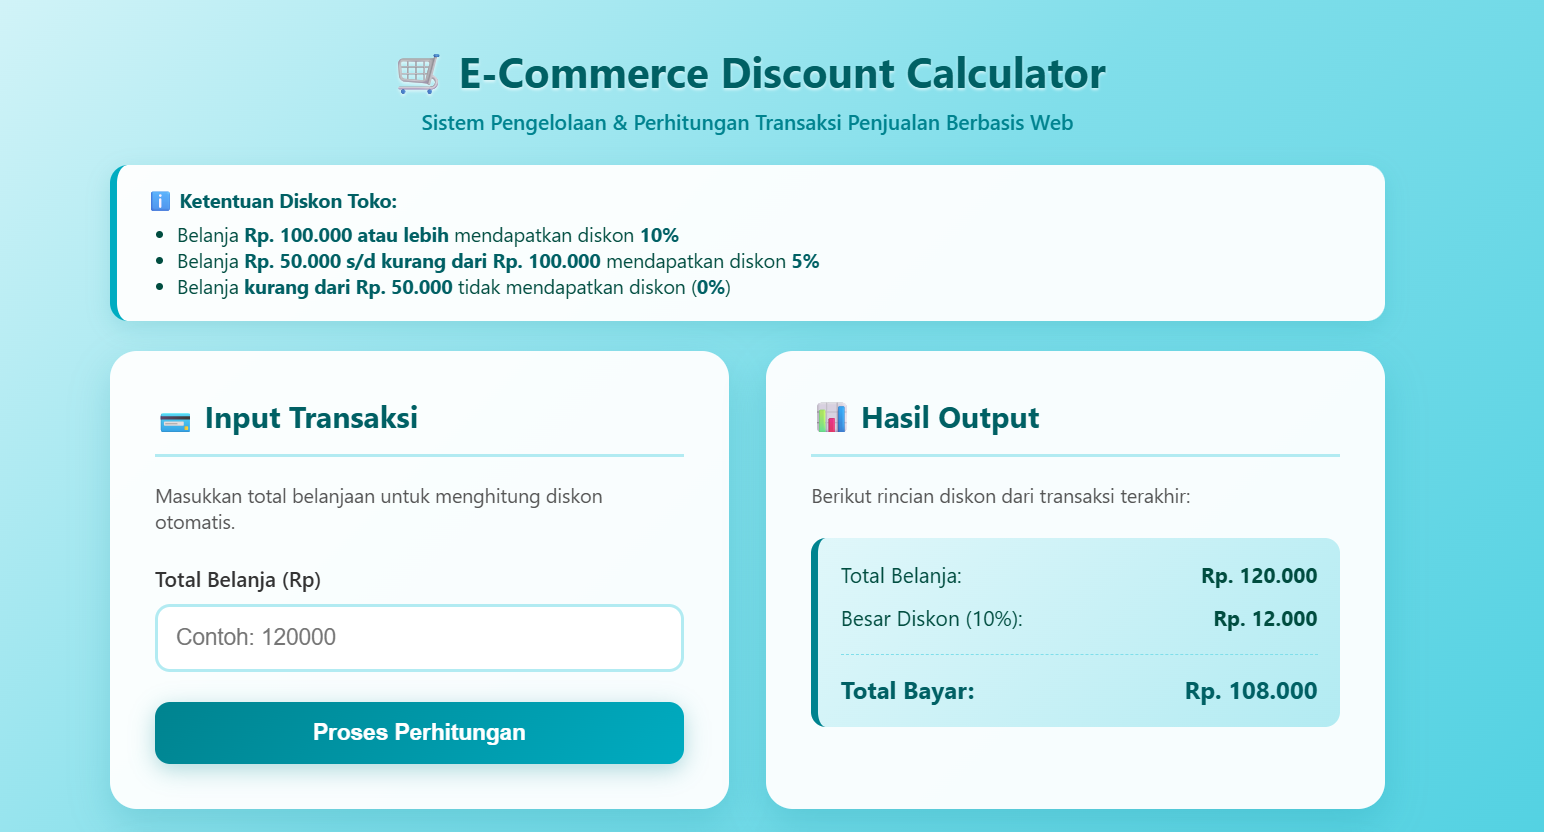 E-Commerce Discount Calculator
Sistem Pengelolaan & Perhitungan Transaksi Penjualan Berbasis Web
Ketentuan Diskon Toko:
Belanja Rp. 100.000 atau lebih mendapatkan diskon 10%
Belanja Rp. 50.000 s/d kurang dari Rp. 100.000 mendapatkan diskon 5%
Belanja kurang dari Rp. 50.000 tidak mendapatkan diskon (0%)
Input Transaksi
Masukkan total belanjaan untuk menghitung diskon
otomatis.
Total Belanja (Rp)
Contoh: 120000
Proses Perhitungan
Hasil Output
Berikut rincian diskon dari transaksi terakhir:
Total Belanja: Rp. 120.000
Besar Diskon (10%): Rp. 12.000
Total Bayar: Rp. 108.000